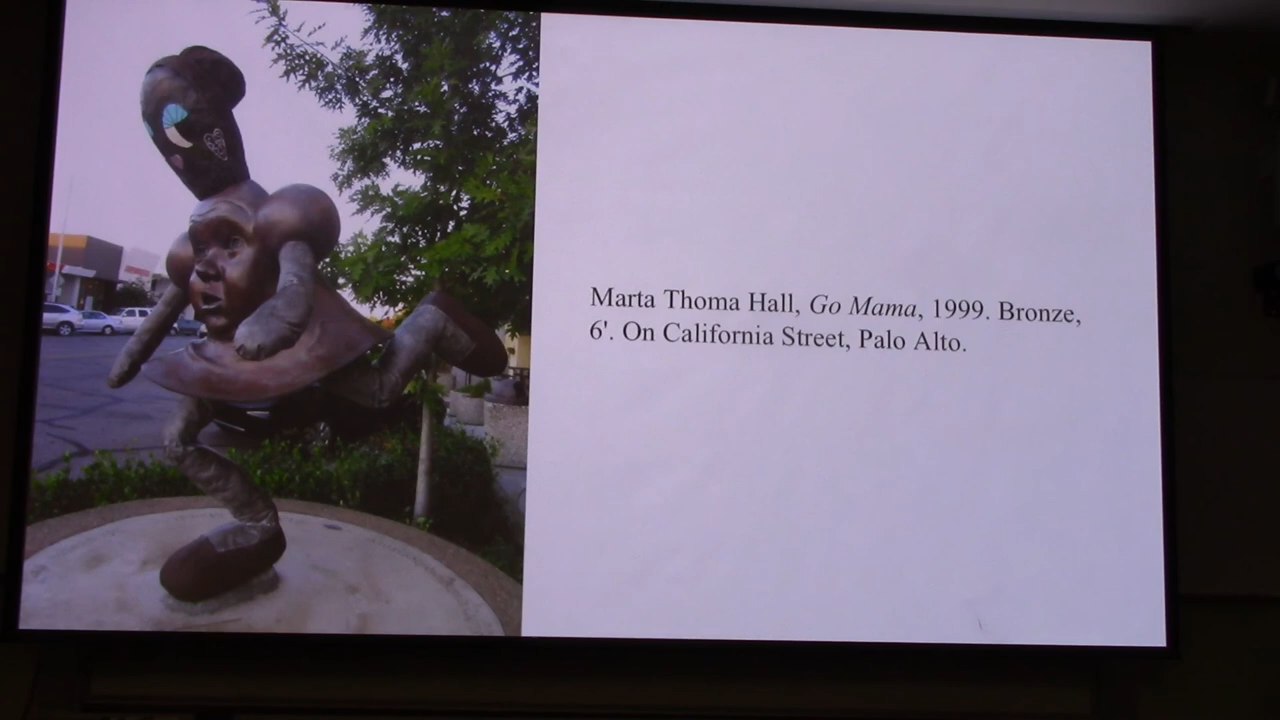 Marta Thoma Hall, Go Mama, 1999. Bronze,
6'. On California Street, Palo Alto.